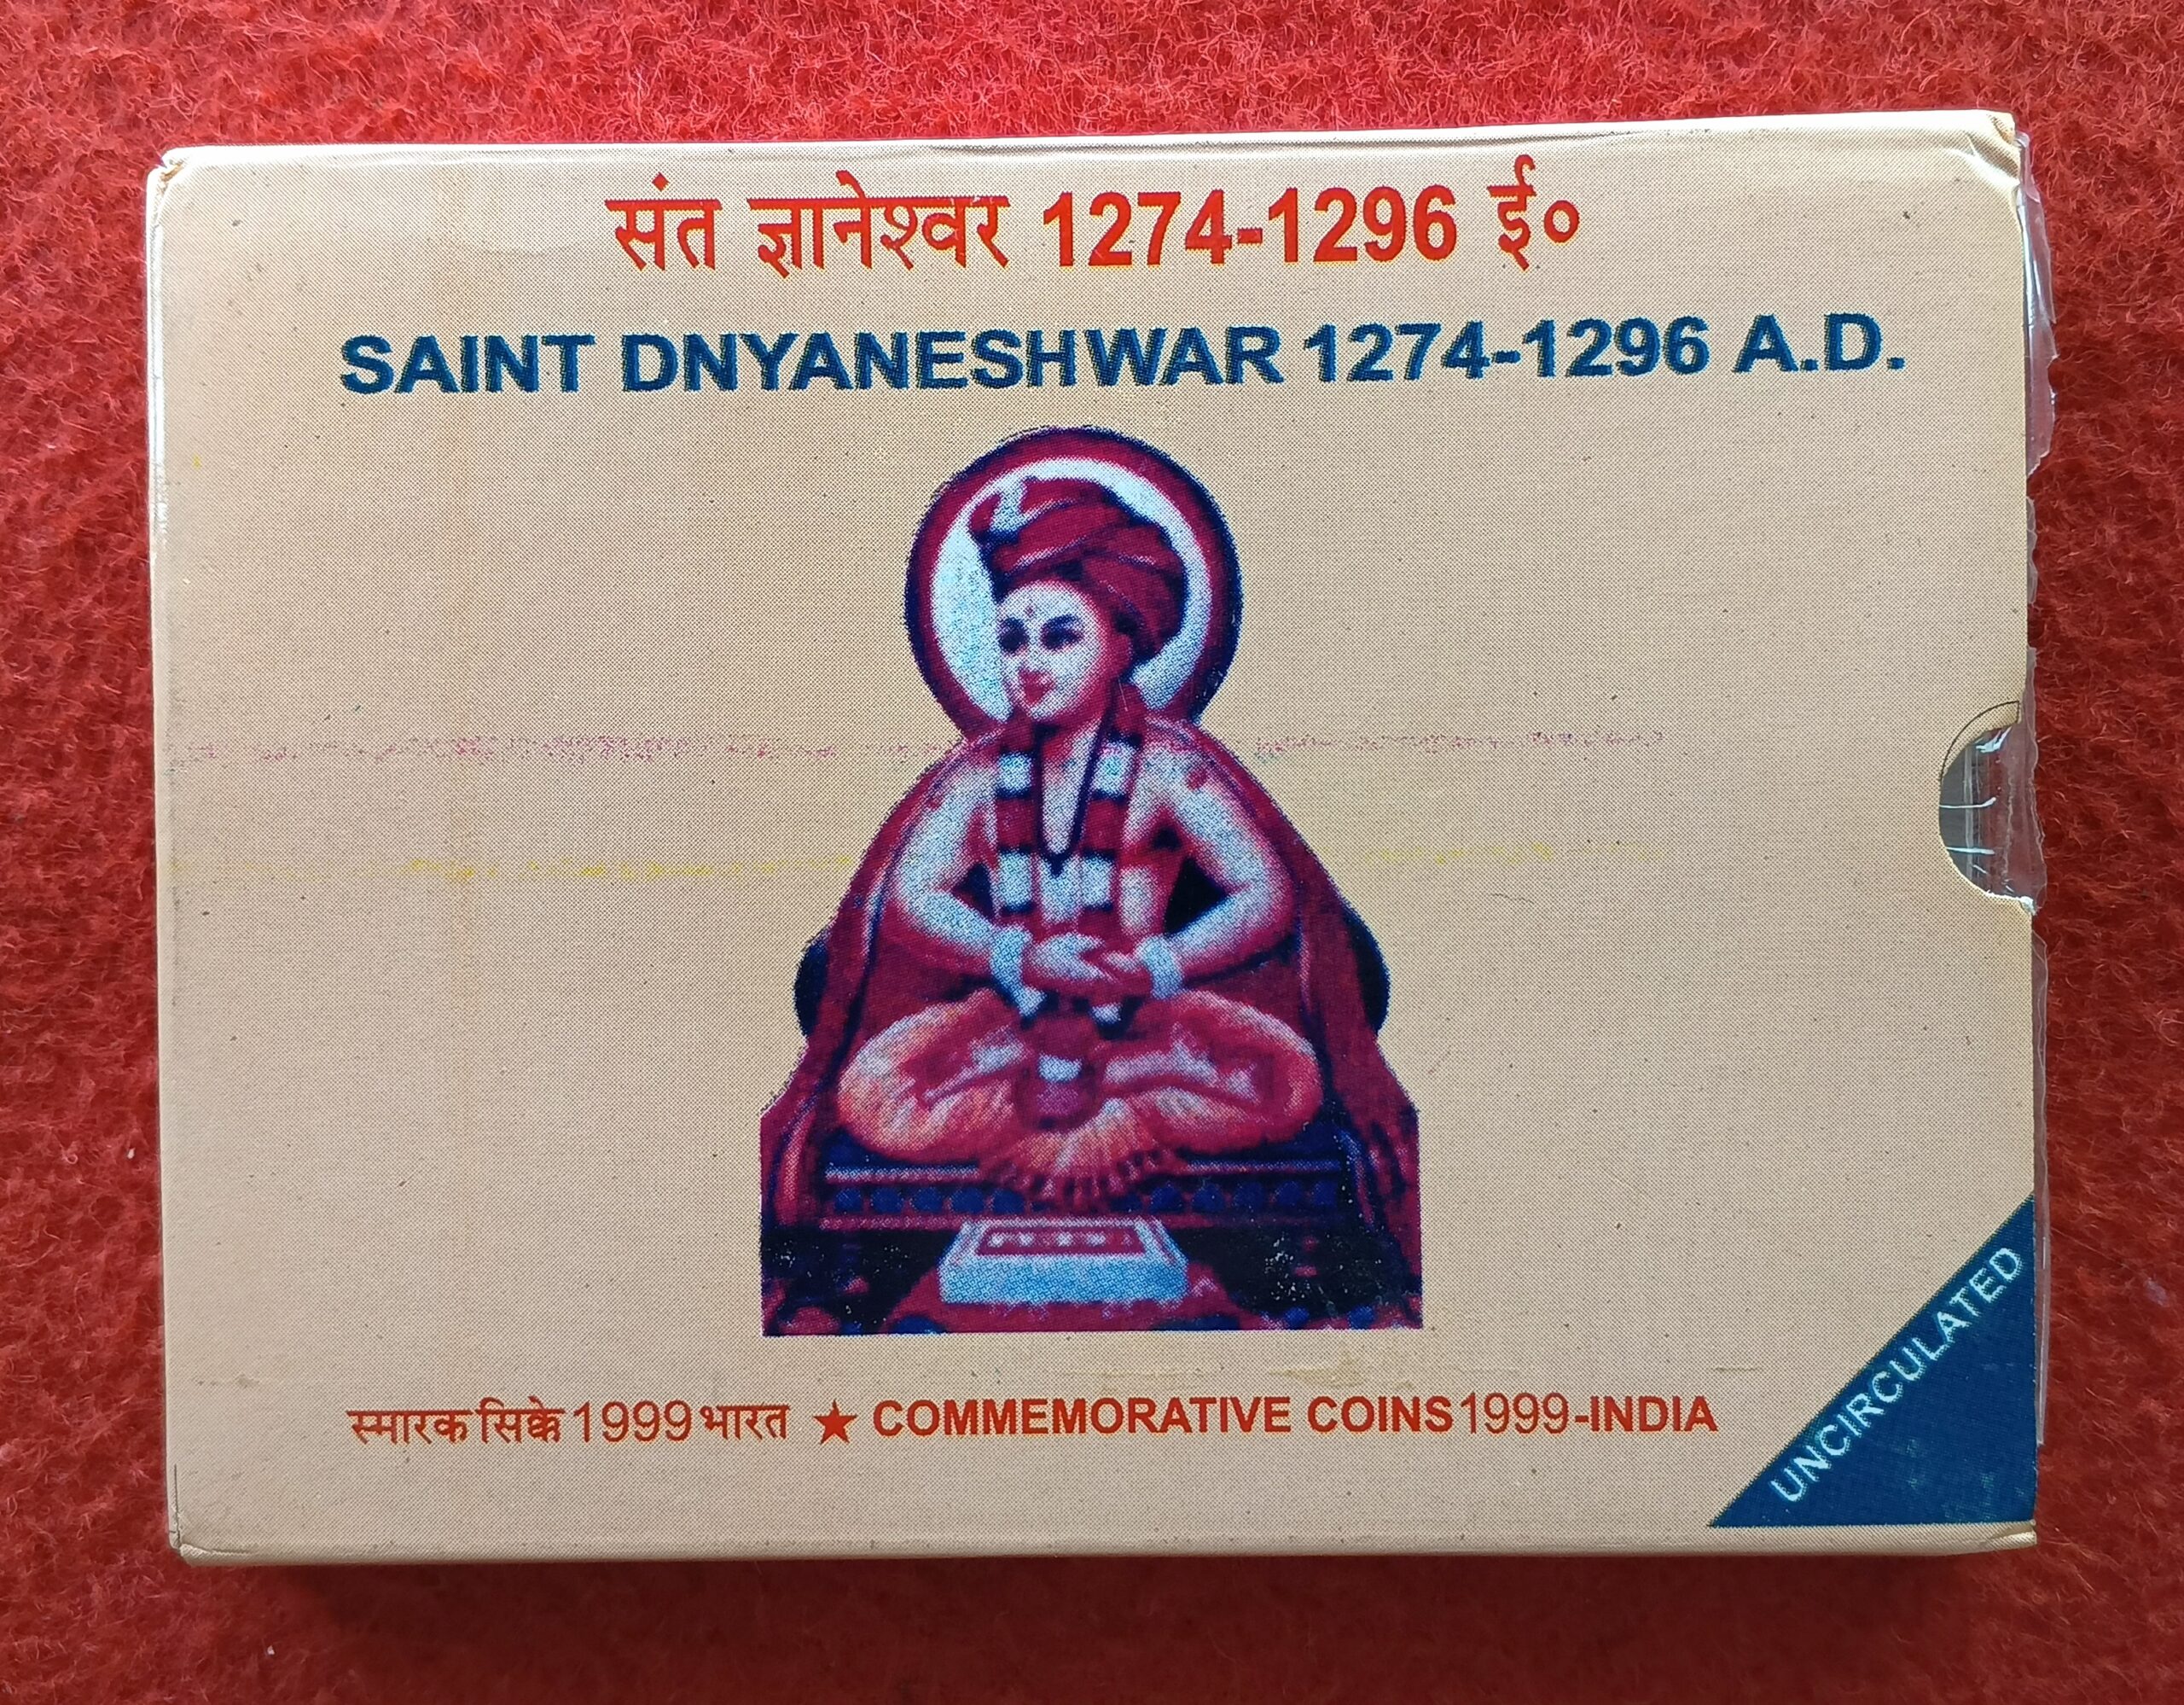 संत ज्ञानेश्वर 1274-1296 ई०
SAINT DNYANESHWAR 1274-1296 A.D.
स्मारक सिक्के 1999 भारत ★ COMMEMORATIVE COINS 1999-INDIA
UNCIRCULATED